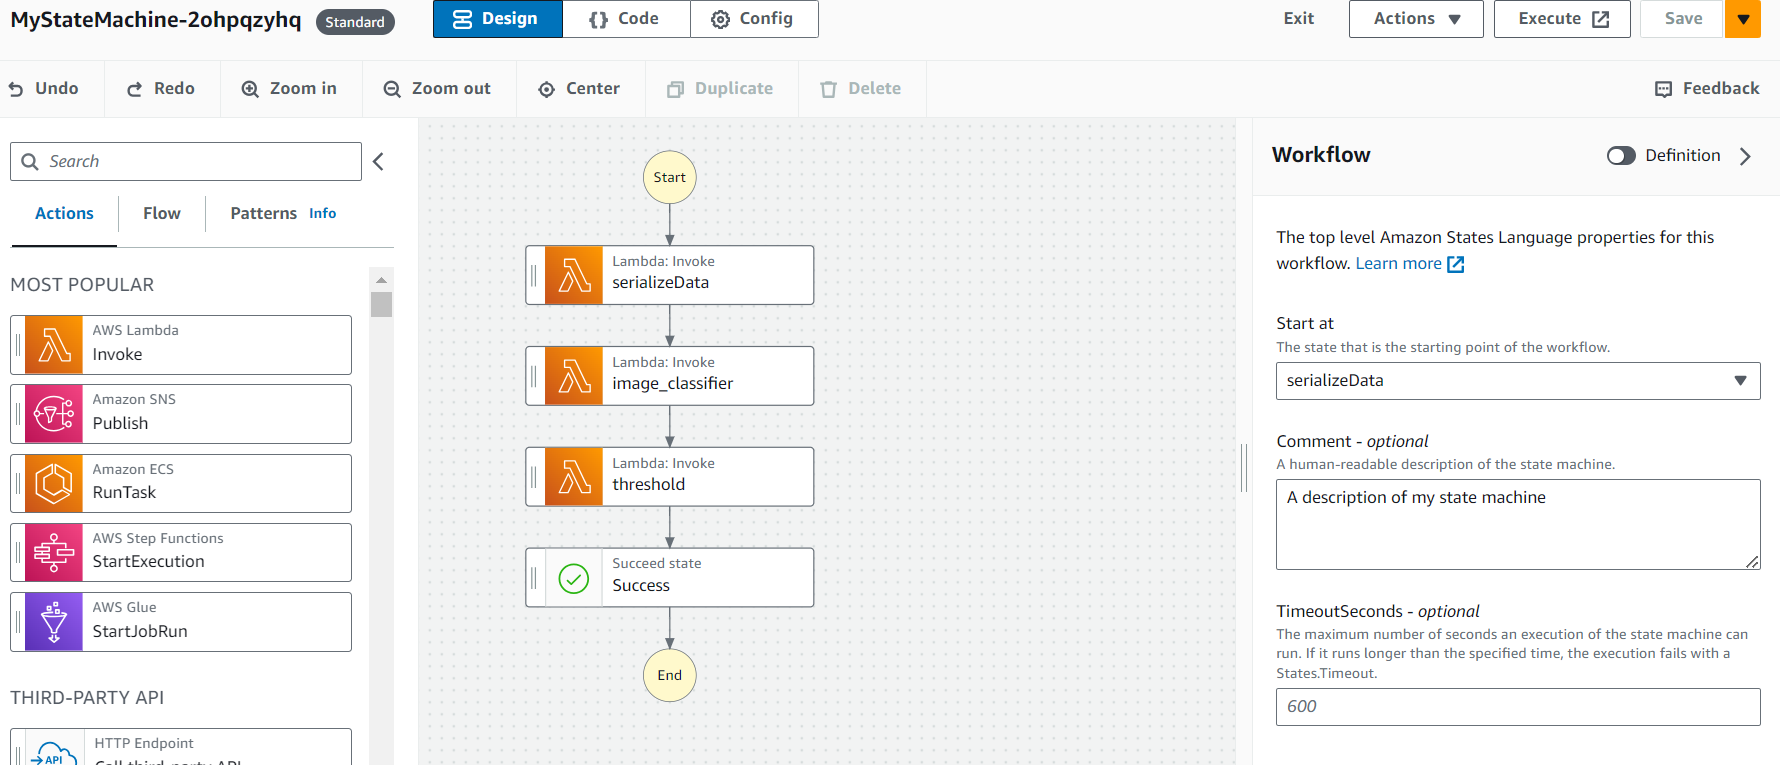 MyStateMachine-2ohpqzyhq
Standard
Design
Code
Config
Exit
Actions
Execute
Save
Undo
Redo
Zoom in
Zoom out
Center
Duplicate
Delete
Feedback
Search
Actions
Flow
Patterns
Info
MOST POPULAR
AWS Lambda
Invoke
Amazon SNS
Publish
Amazon ECS
RunTask
AWS Step Functions
StartExecution
AWS Glue
StartJobRun
THIRD-PARTY API
API
HTTP Endpoint
Call third-party API
Start
Lambda: Invoke
serializeData
Lambda: Invoke
image_classifier
Lambda: Invoke
threshold
Succeed state
Success
End
Workflow
Definition
The top level Amazon States Language properties for this
workflow. Learn more
Start at
The state that is the starting point of the workflow.
serializeData
Comment - optional
A human-readable description of the state machine.
A description of my state machine
TimeoutSeconds - optional
The maximum number of seconds an execution of the state machine can
run. If it runs longer than the specified time, the execution fails with a
States.Timeout.
600